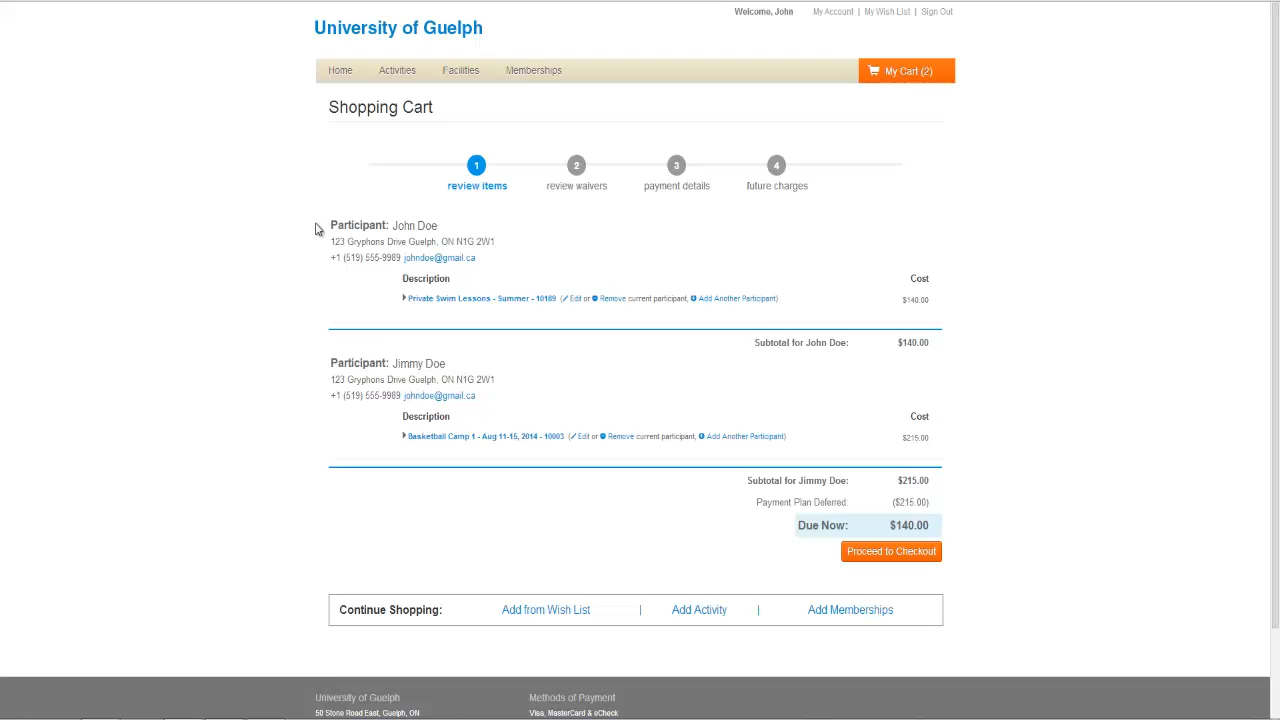 Welcome, John My Account | My Wish List | Sign Out
University of Guelph
Home Activities Facilities Memberships My Cart (2)
Shopping Cart
1 2 3 4
review items review waivers payment details future charges
Participant: John Doe
123 Gryphons Drive Guelph, ON N1G 2W1
+1 (519) 555-9989 johndoe@gmail.ca
Description Cost
Private Swim Lessons - Summer - 10189 (Edit or Remove current participant, Add Another Participant) $140.00
Subtotal for John Doe: $140.00
Participant: Jimmy Doe
123 Gryphons Drive Guelph, ON N1G 2W1
+1 (519) 555-9989 johndoe@gmail.ca
Description Cost
Basketball Camp 1 - Aug 11-15, 2014 - 10003 (Edit or Remove current participant, Add Another Participant) $215.00
Subtotal for Jimmy Doe: $215.00
Payment Plan Deferred: ($215.00)
Due Now: $140.00
Proceed to Checkout
Continue Shopping: Add from Wish List | Add Activity | Add Memberships
University of Guelph Methods of Payment
50 Stone Road East, Guelph, ON Visa, MasterCard & eCheck